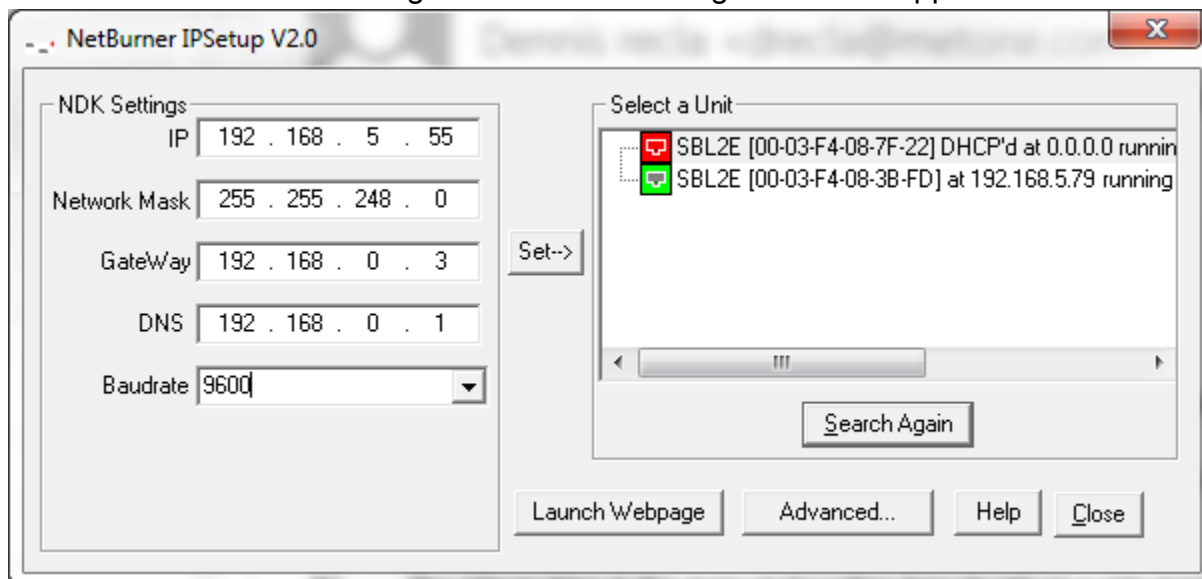 NetBurner IPSetup V2.0
NDK Settings
IP 192 . 168 . 5 . 55
Network Mask 255 . 255 . 248 . 0
GateWay 192 . 168 . 0 . 3
DNS 192 . 168 . 0 . 1
Baudrate 9600
Set-->
Select a Unit
SBL2E [00-03-F4-08-7F-22] DHCP'd at 0.0.0.0 runnin
SBL2E [00-03-F4-08-3B-FD] at 192.168.5.79 running
Search Again
Launch Webpage
Advanced...
Help
Close